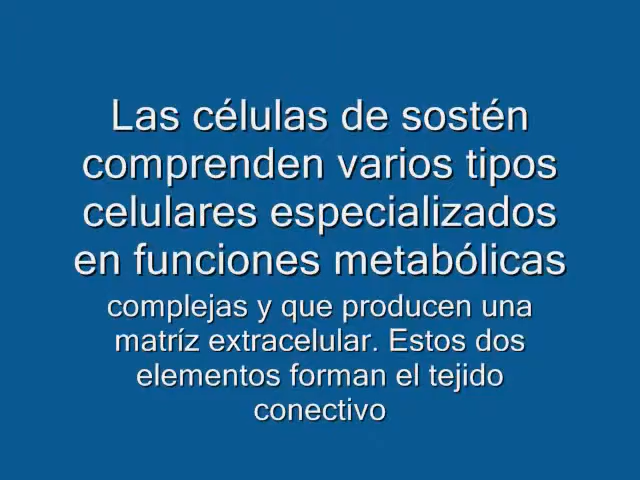 Las células de sostén
comprenden varios tipos
celulares especializados
en funciones metabólicas
complejas y que producen una
matríz extracelular. Estos dos
elementos forman el tejido
conectivo